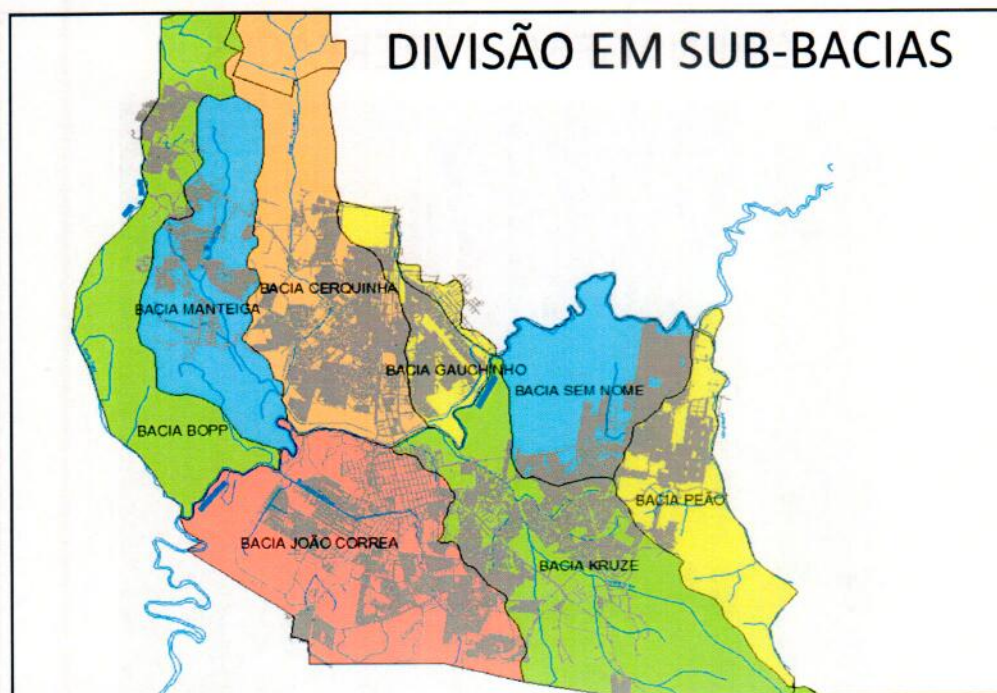 DIVISÃO EM SUB-BACIAS
BACIA CERQUINHA
BACIA MANTEIGA
BACIA GAUCHINHO
BACIA SEM NOME
BACIA BOPP
BACIA PEÃO
BACIA JOÃO CORREA
BACIA KRUZE